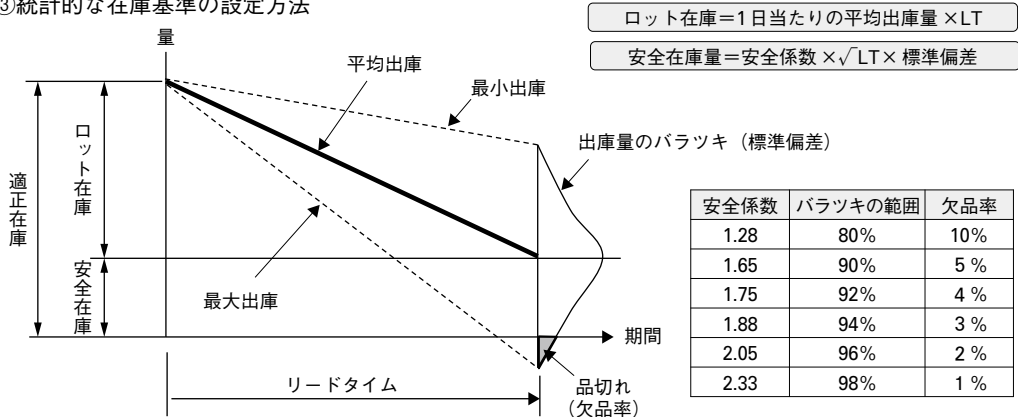 ③統計的な在庫基準の設定方法
ロット在庫＝1日当たりの平均出庫量×LT
安全在庫量＝安全係数×√LT×標準偏差
量
平均出庫
最小出庫
出庫量のバラツキ（標準偏差）
適正在庫
ロット在庫
安全在庫
最大出庫
期間
リードタイム
品切れ
（欠品率）
安全係数 バラツキの範囲 欠品率
1.28 80% 10%
1.65 90% 5%
1.75 92% 4%
1.88 94% 3%
2.05 96% 2%
2.33 98% 1%